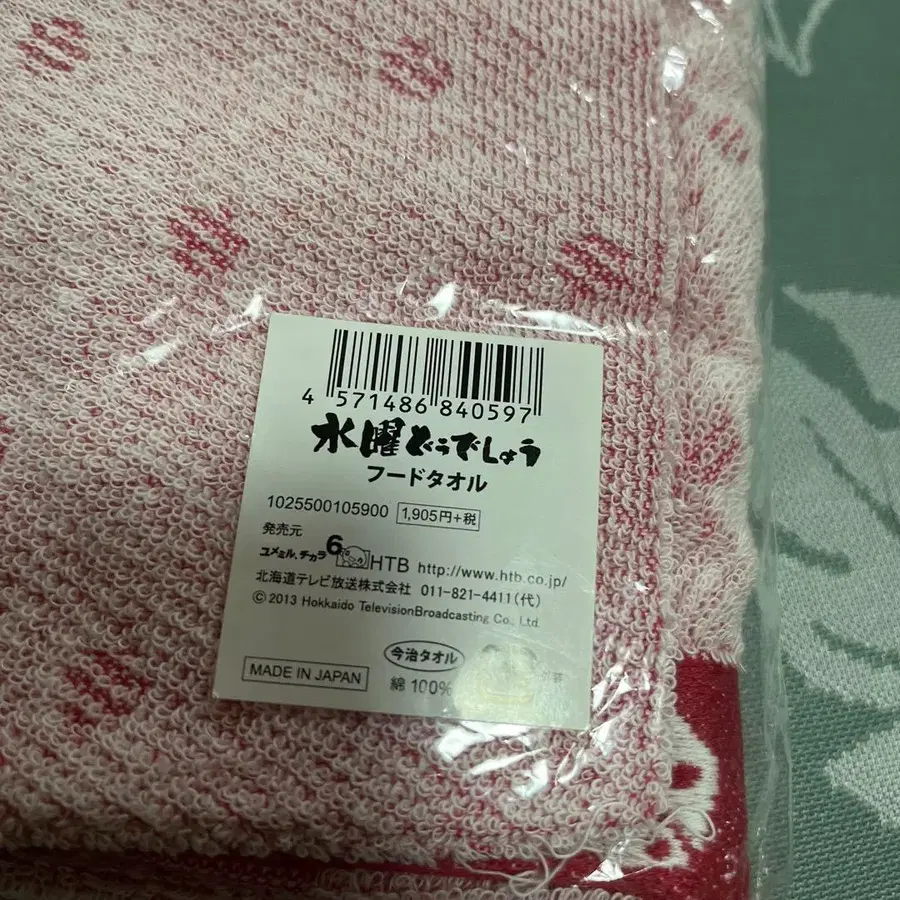 4 571486 840597
水曜どうでしょう
フードタオル
1025500105900 1,905円+税
発売元
ユメミル、チカラ 6 HTB http://www.htb.co.jp/
北海道テレビ放送株式会社 011-821-4411(代)
© 2013 Hokkaido TelevisionBroadcasting Co., Ltd.
今治タオル
MADE IN JAPAN 綿 100%